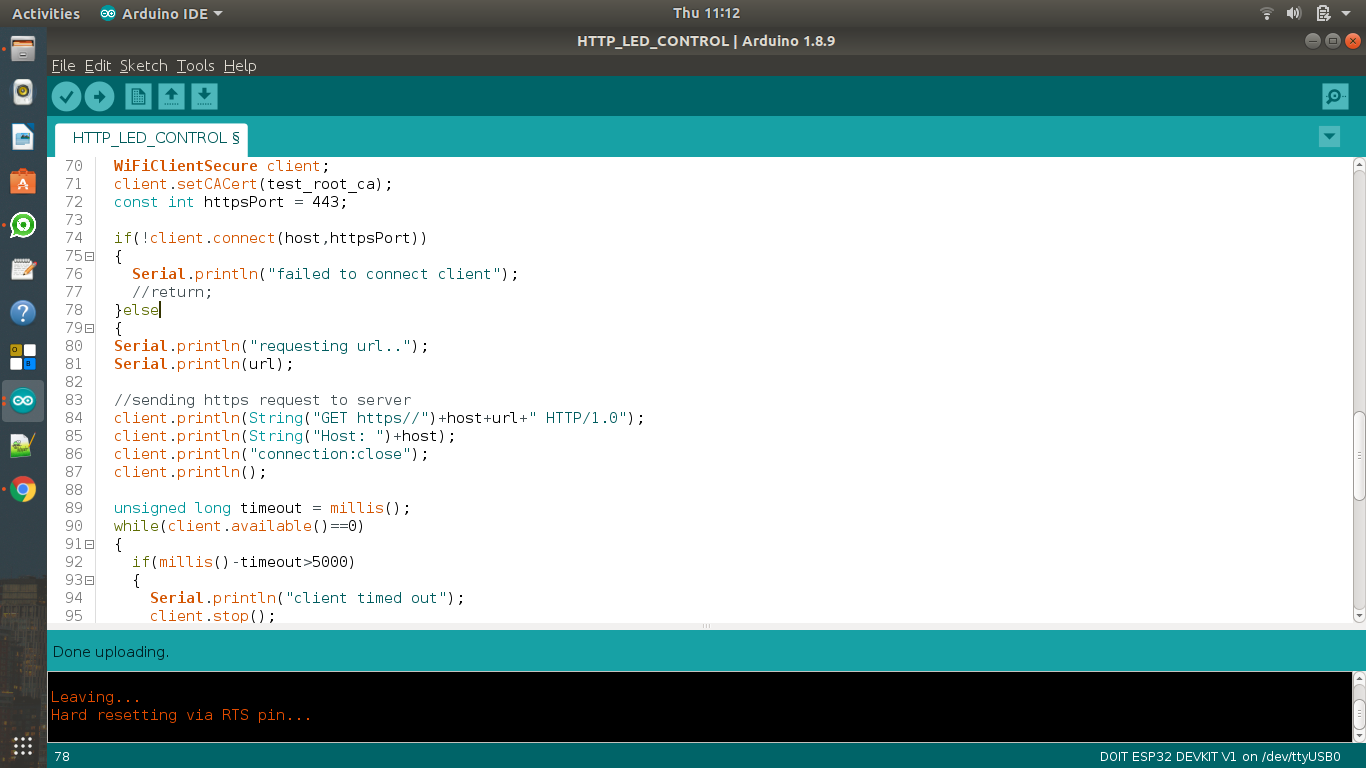 Activities Arduino IDE Thu 11:12
HTTP_LED_CONTROL | Arduino 1.8.9
File Edit Sketch Tools Help
HTTP_LED_CONTROL §
70 WiFiClientSecure client;
71 client.setCACert(test_root_ca);
72 const int httpsPort = 443;
73
74 if(!client.connect(host,httpsPort))
75 {
76 Serial.println("failed to connect client");
77 //return;
78 }else
79 {
80 Serial.println("requesting url..");
81 Serial.println(url);
82
83 //sending https request to server
84 client.println(String("GET https//")+host+url+" HTTP/1.0");
85 client.println(String("Host: ")+host);
86 client.println("connection:close");
87 client.println();
88
89 unsigned long timeout = millis();
90 while(client.available()==0)
91 {
92 if(millis()-timeout>5000)
93 {
94 Serial.println("client timed out");
95 client.stop();
Done uploading.
Leaving...
Hard resetting via RTS pin...
78 DOIT ESP32 DEVKIT V1 on /dev/ttyUSB0